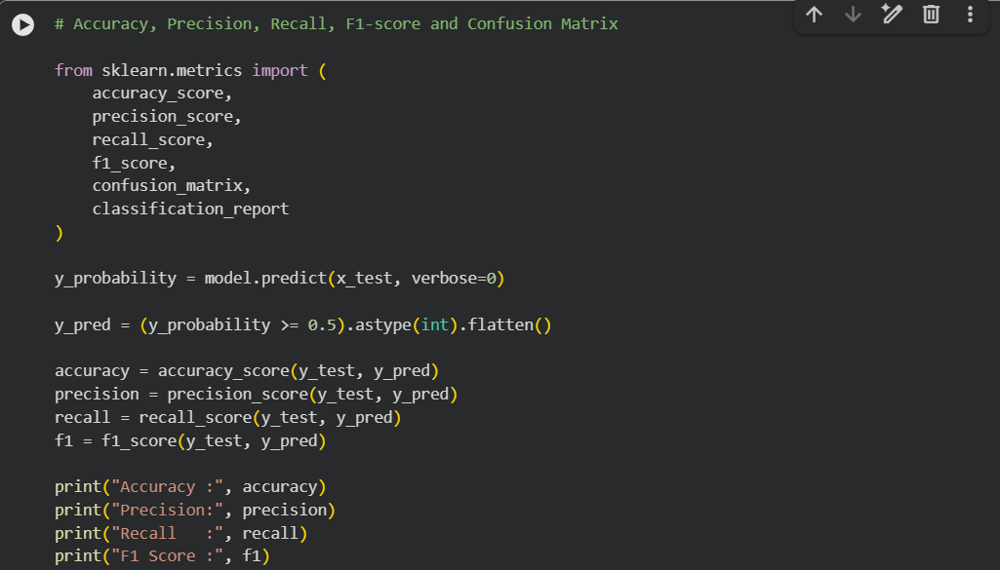 # Accuracy, Precision, Recall, F1-score and Confusion Matrix
from sklearn.metrics import (
    accuracy_score,
    precision_score,
    recall_score,
    f1_score,
    confusion_matrix,
    classification_report
)
y_probability = model.predict(x_test, verbose=0)
y_pred = (y_probability >= 0.5).astype(int).flatten()
accuracy = accuracy_score(y_test, y_pred)
precision = precision_score(y_test, y_pred)
recall = recall_score(y_test, y_pred)
f1 = f1_score(y_test, y_pred)
print("Accuracy :", accuracy)
print("Precision:", precision)
print("Recall   :", recall)
print("F1 Score :", f1)